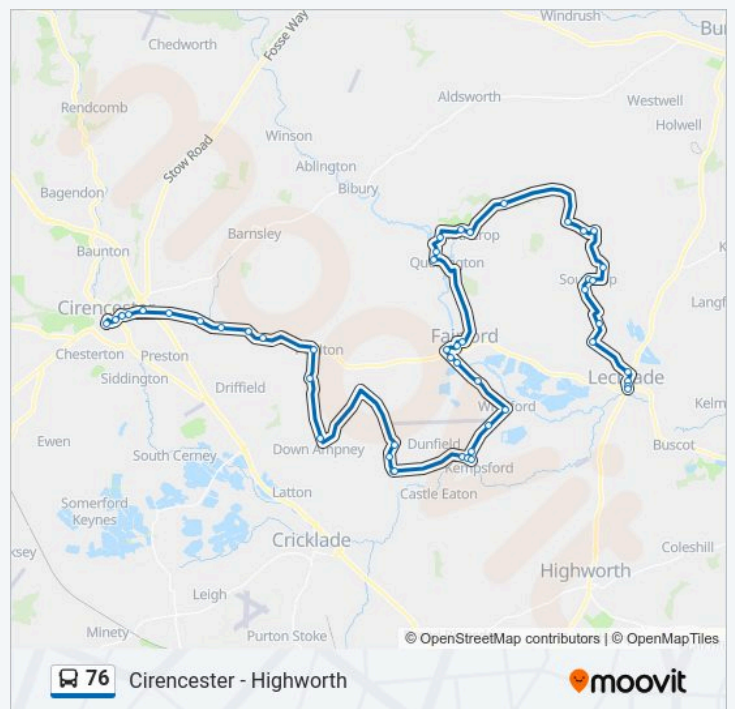 Windrush
Chedworth
Fosse Way
Aldsworth
Westwell
Rendcomb
Holwell
Winson
Stow Road
Ablington
Bibury
Bagendon
Barnsley
Baunton
Cirencester
Fairford
Chesterton
Preston
Siddington
Driffield
Lechlade
Ewen
South Cerney
Down Ampney
Dunfield
Kempsford
Buscot
Latton
Castle Eaton
Somerford
Keynes
Cricklade
Coleshill
Highworth
Leigh
Minety
Purton Stoke
© OpenStreetMap contributors | © OpenMapTiles
76 Cirencester - Highworth
moovit